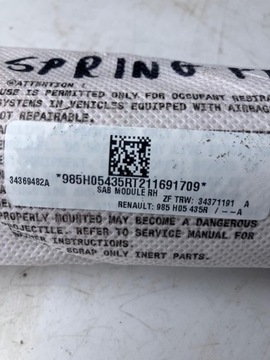 SPRING
@ATTENTION!
USE IS PERMITTED ONLY FOR OCCUPANT RESTRA
SYSTEMS IN VEHICLES EQUIPPED WITH AIRBAG
NOT REPAIRABLE.
34369482A
*985H05435RT211691709*
SAB MODULE RH
ZF TRW: 34371191 A
RENAULT: 985 H05 435R / --A
PROPERLY MOUNTED MAY BECOME A DANGEROUS
PROJECTILE. REFER TO SERVICE MANUAL FOR
HER INSTRUCTIONS.
SCRAP ONLY INERT PARTS.